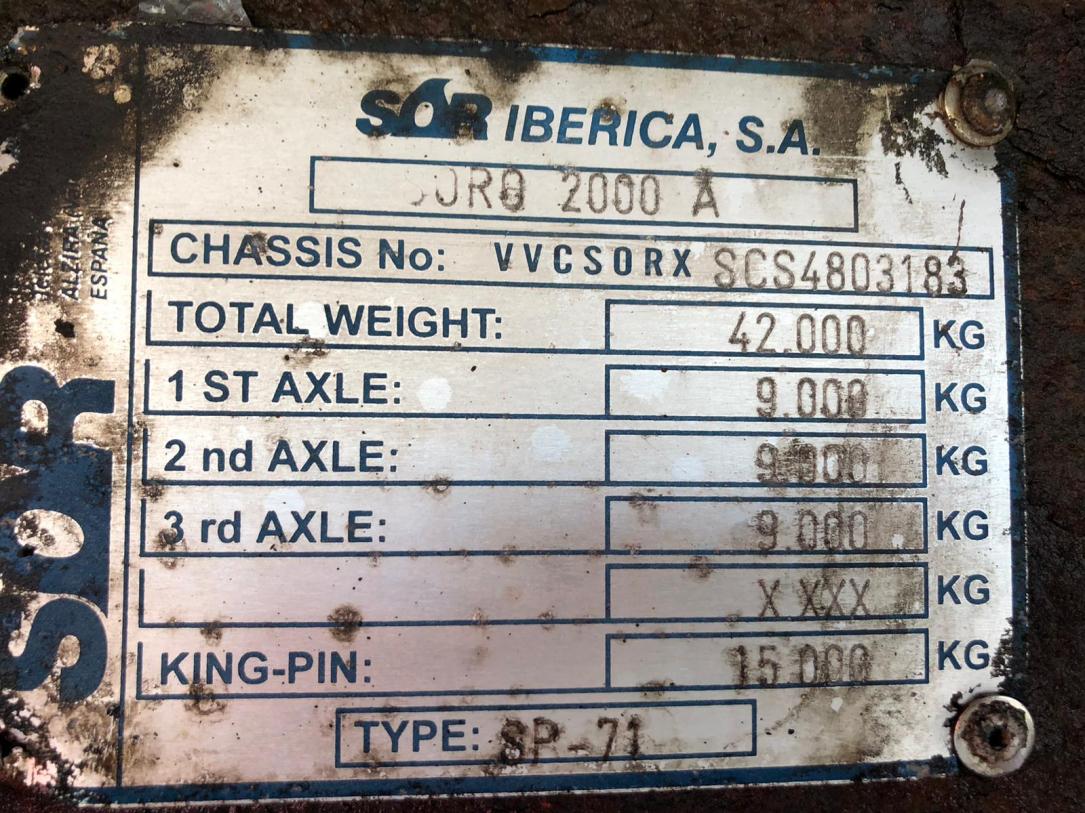 SOR IBERICA, S.A.
2000 A
CHASSIS No: VVCSORX SCS4803183
TOTAL WEIGHT: 42.000 KG
1 ST AXLE: 9.000 KG
2 nd AXLE: 9.000 KG
3 rd AXLE: 9.000 KG
X XXX KG
KING-PIN: 15.000 KG
TYPE: SP-71
SOR
ALZIRA
ESPAÑA